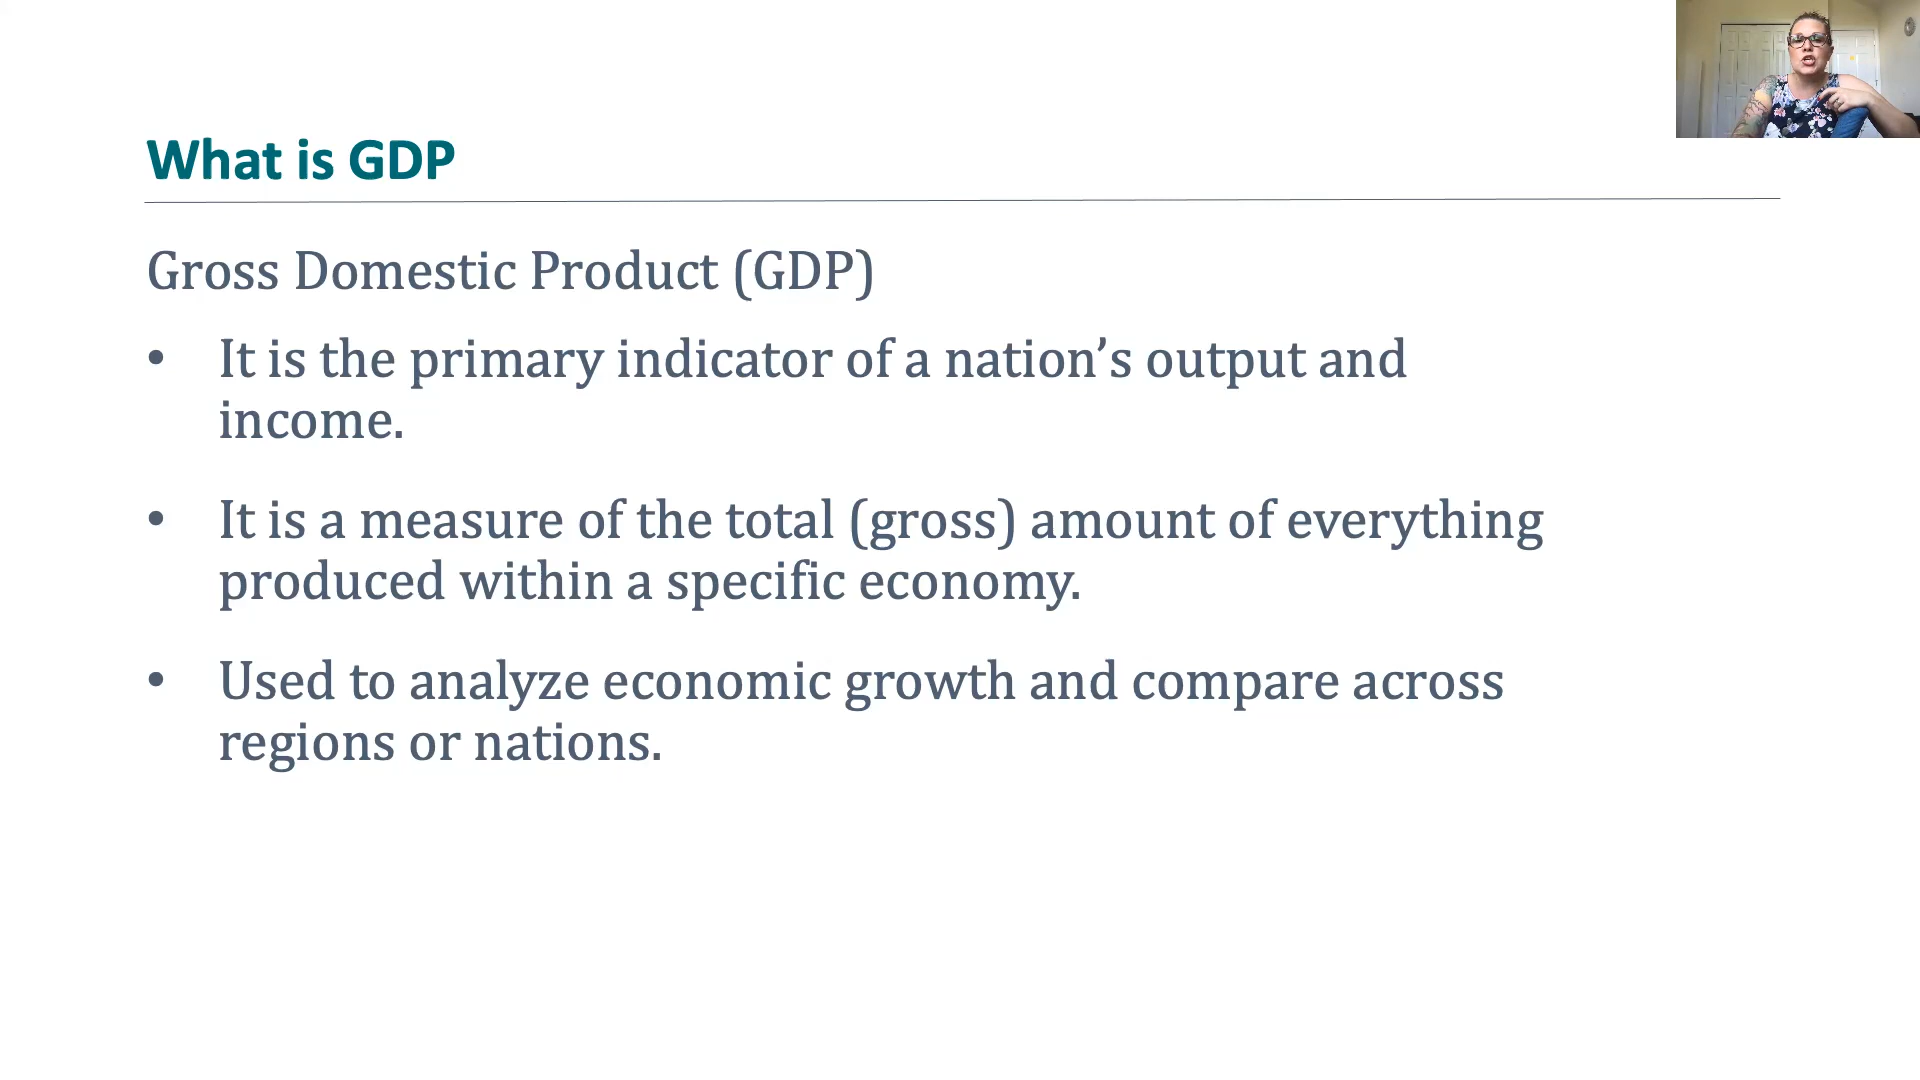 What is GDP
Gross Domestic Product (GDP)
• It is the primary indicator of a nation’s output and
income.
• It is a measure of the total (gross) amount of everything
produced within a specific economy.
• Used to analyze economic growth and compare across
regions or nations.